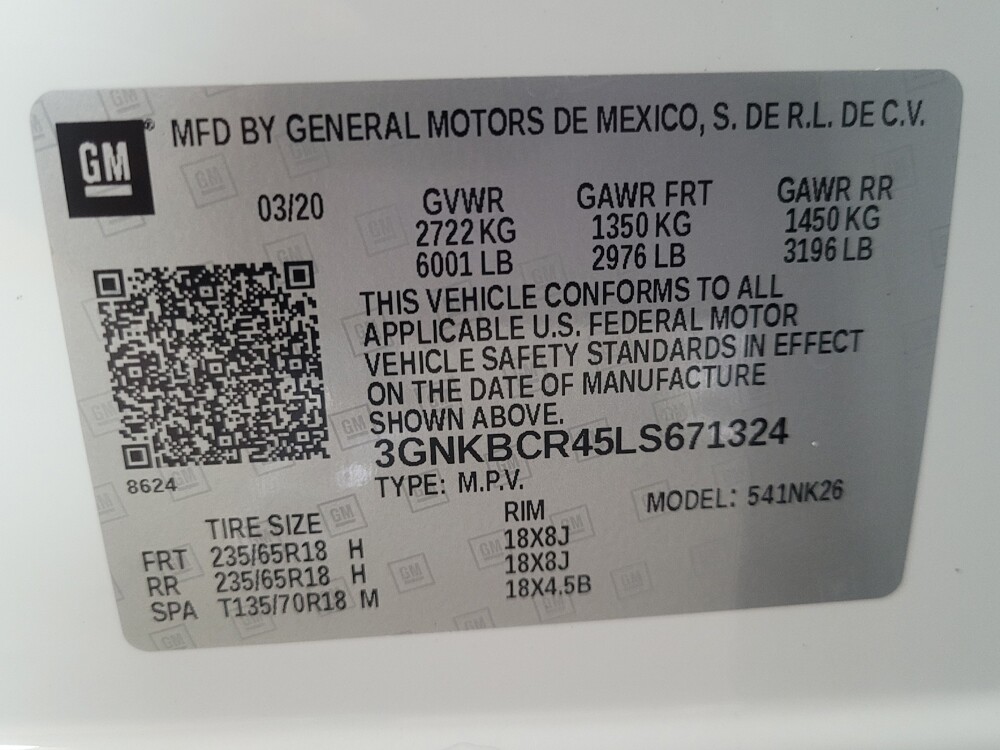 GM® MFD BY GENERAL MOTORS DE MEXICO, S. DE R.L. DE C.V.
03/20 GVWR GAWR FRT GAWR RR
2722 KG 1350 KG 1450 KG
6001 LB 2976 LB 3196 LB
THIS VEHICLE CONFORMS TO ALL
APPLICABLE U.S. FEDERAL MOTOR
VEHICLE SAFETY STANDARDS IN EFFECT
ON THE DATE OF MANUFACTURE
SHOWN ABOVE.
3GNKBCR45LS671324
8624 TYPE: M.P.V. MODEL: 541NK26
TIRE SIZE RIM
FRT 235/65R18 H 18X8J
RR 235/65R18 H 18X8J
SPA T135/70R18 M 18X4.5B